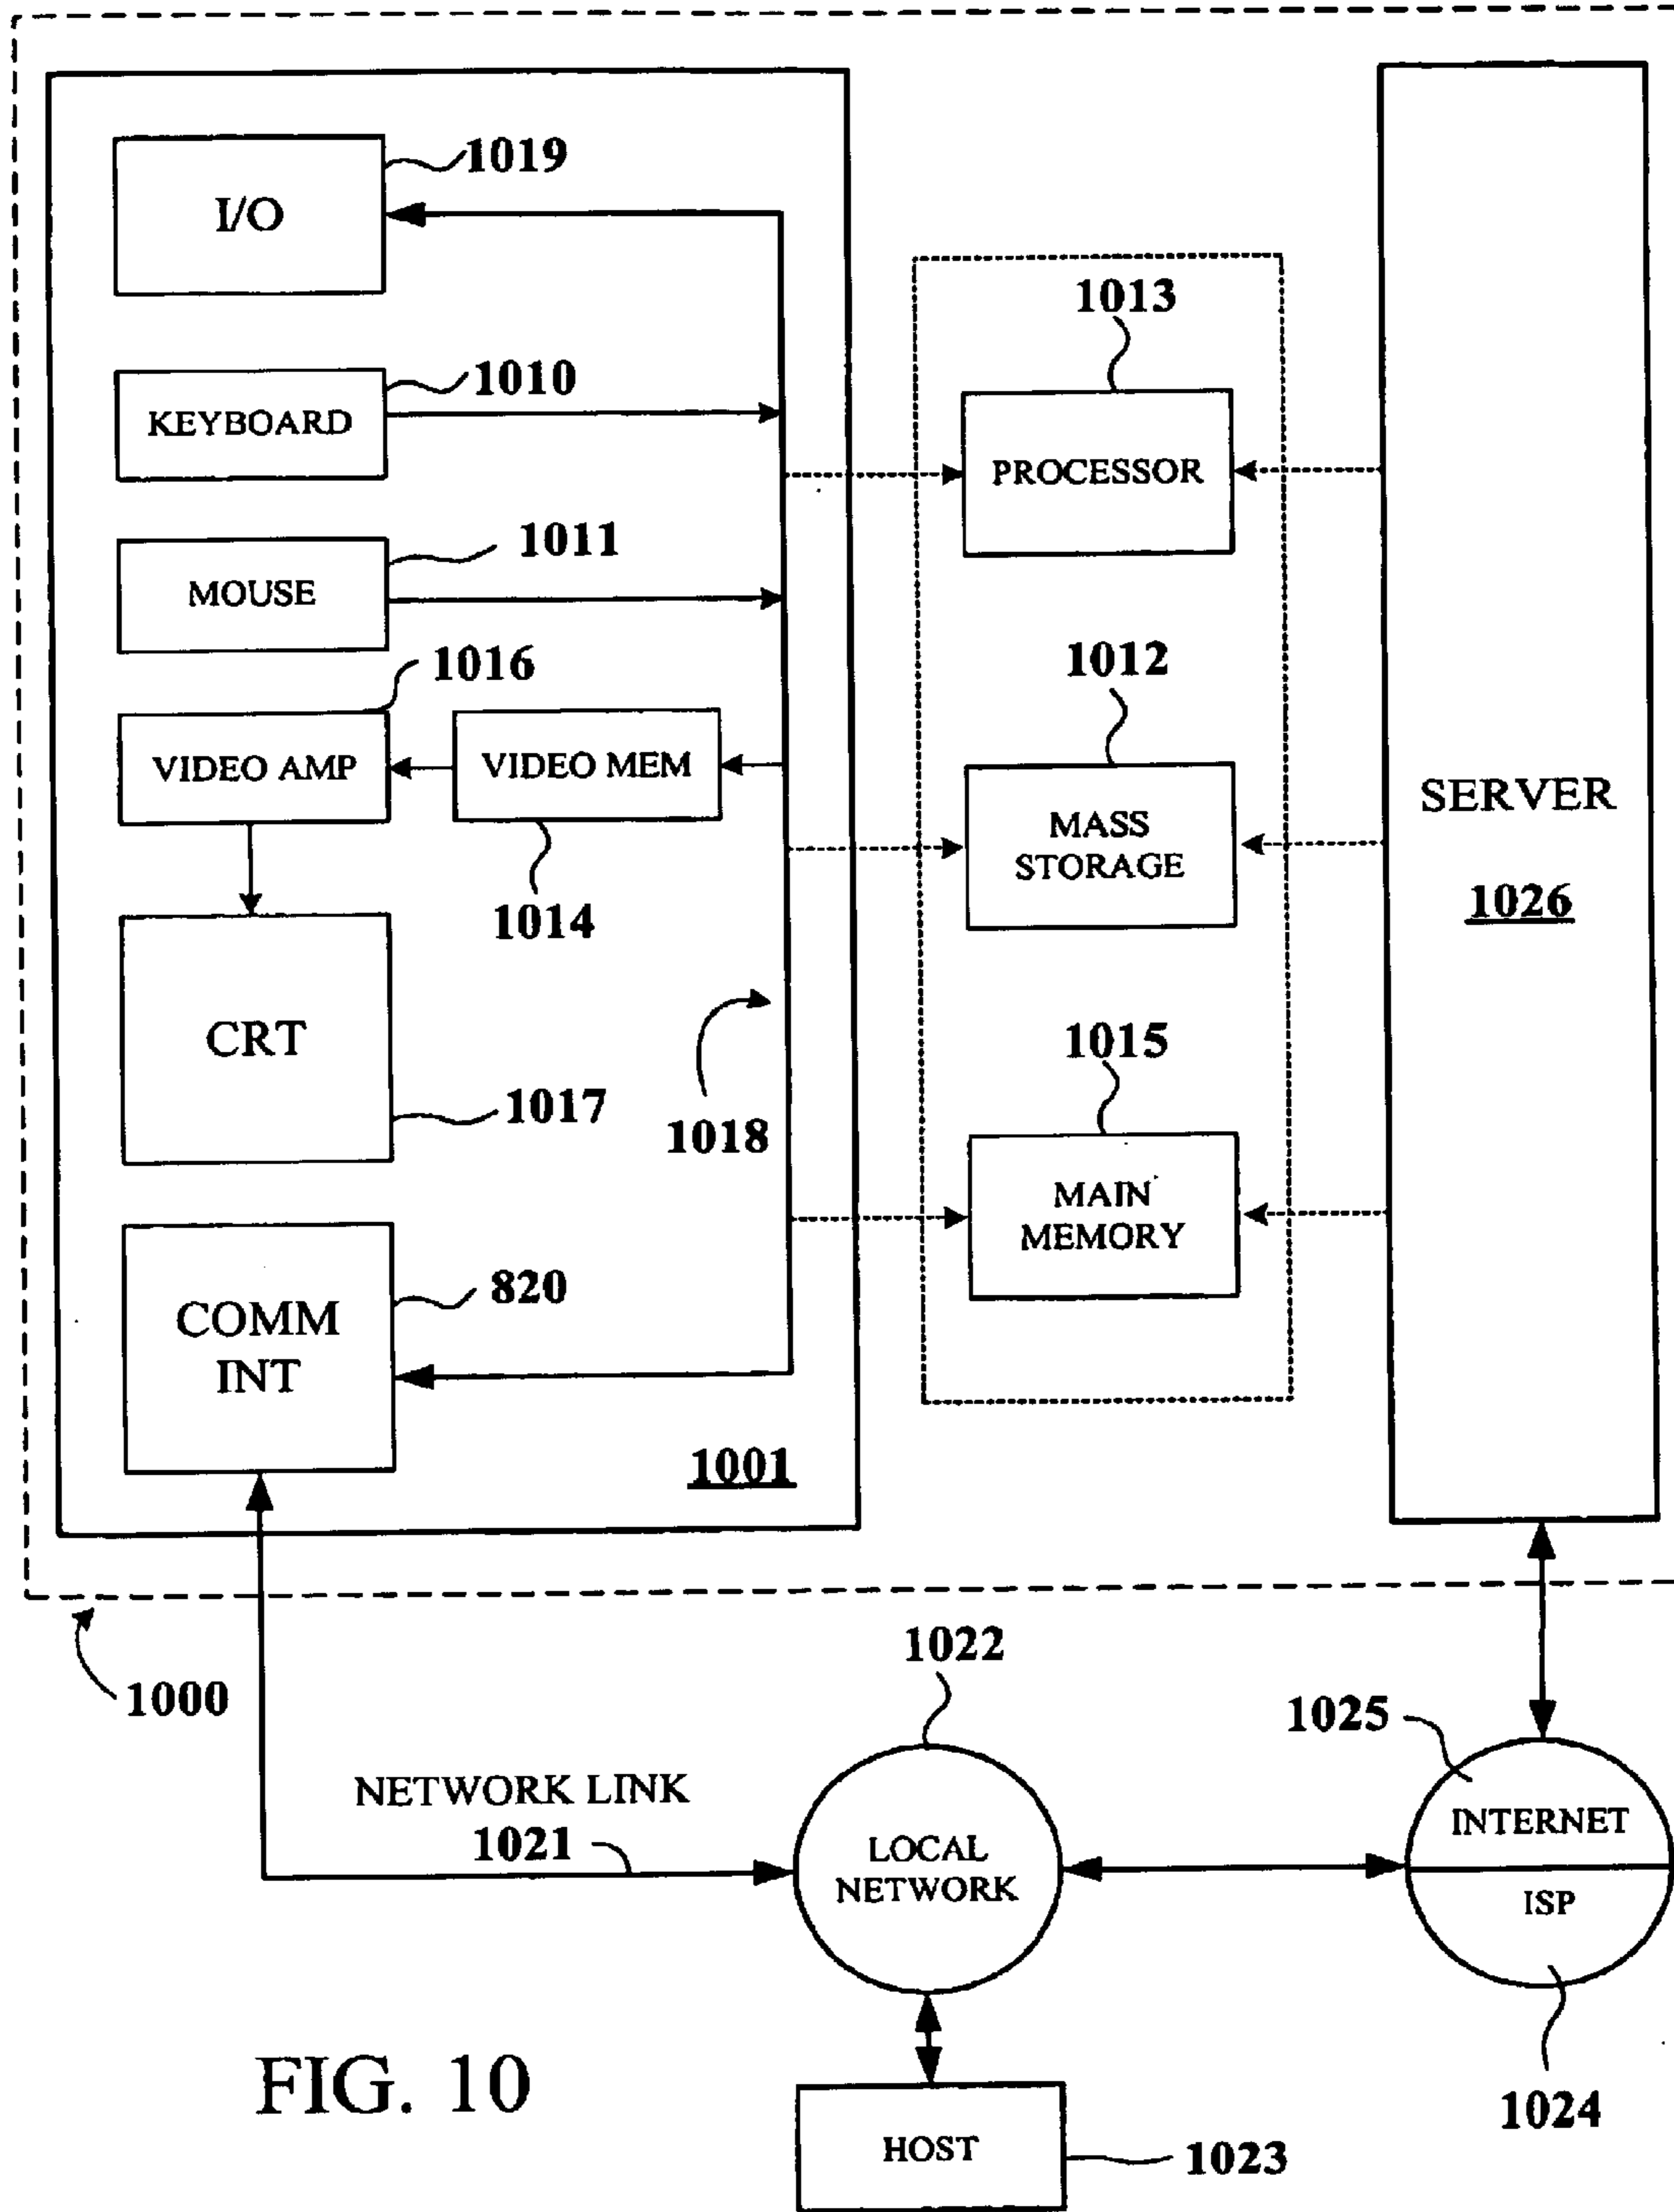 1019
I/O
1010
KEYBOARD
1011
MOUSE
1016
VIDEO AMP
VIDEO MEM
1014
CRT
1017
1018
820
COMM
INT
1001
1013
PROCESSOR
1012
MASS
STORAGE
1015
MAIN
MEMORY
SERVER
1026
1000
NETWORK LINK
1021
1022
LOCAL
NETWORK
1025
INTERNET
ISP
1024
HOST
1023
FIG. 10